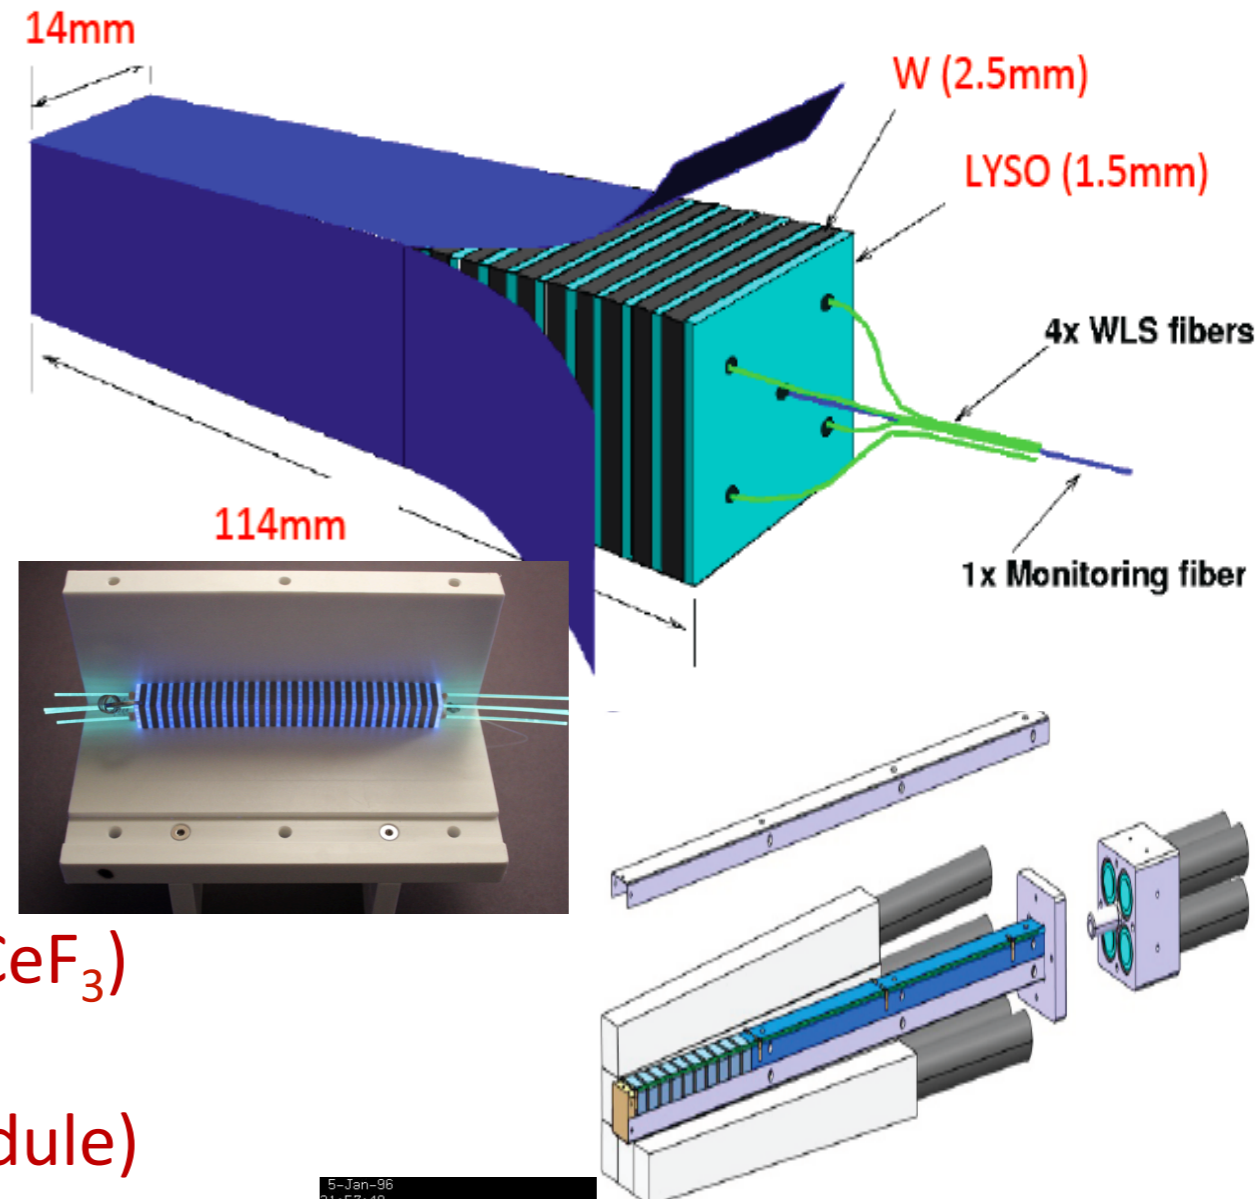 14mm
W (2.5mm)
LYSO (1.5mm)
4x WLS fibers
114mm
1x Monitoring fiber
CeF₃)
dule)
5-Jan-96